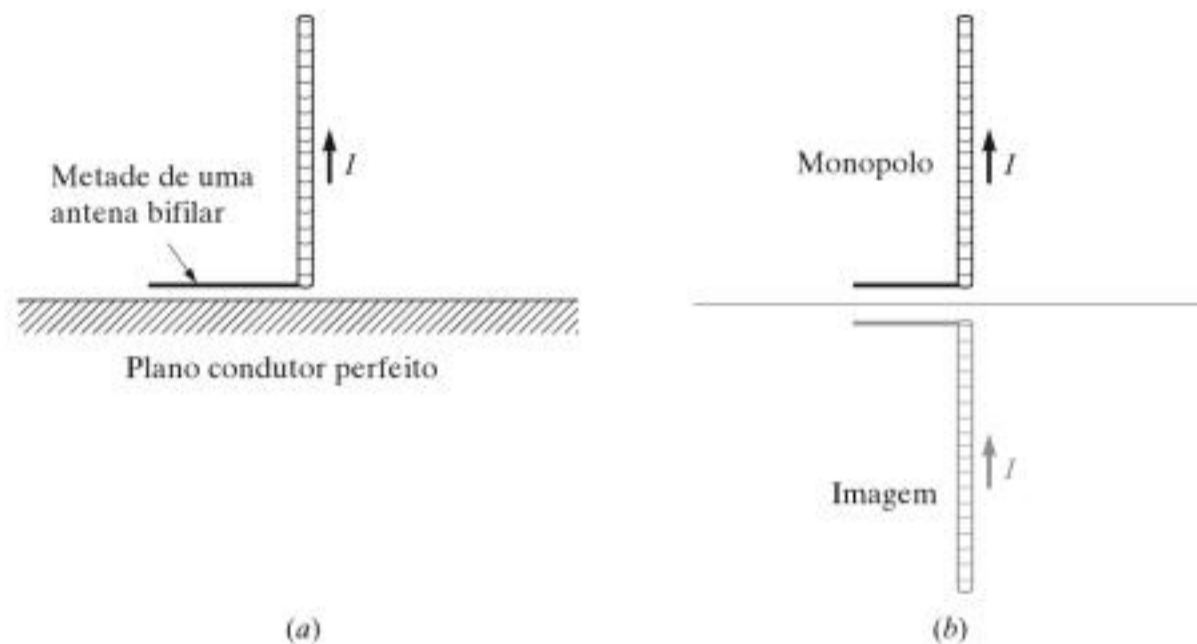 I
Metade de uma
antena bifilar
Plano condutor perfeito
(a)
Monopolo
I
I
Imagem
(b)